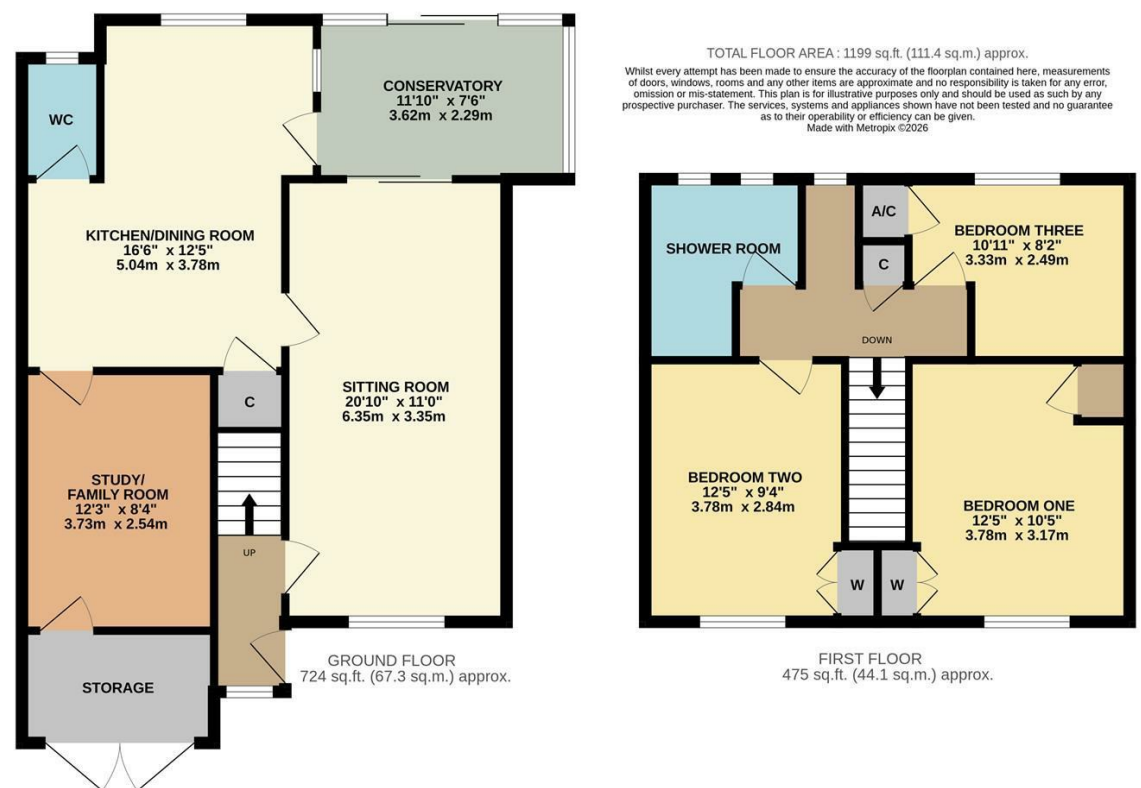 TOTAL FLOOR AREA : 1199 sq.ft. (111.4 sq.m.) approx.
Whilst every attempt has been made to ensure the accuracy of the floorplan contained here, measurements
of doors, windows, rooms and any other items are approximate and no responsibility is taken for any error,
omission or mis-statement. This plan is for illustrative purposes only and should be used as such by any
prospective purchaser. The services, systems and appliances shown have not been tested and no guarantee
as to their operability or efficiency can be given.
Made with Metropix ©2026
CONSERVATORY
11'10" x 7'6"
3.62m x 2.29m
WC
KITCHEN/DINING ROOM
16'6" x 12'5"
5.04m x 3.78m
SITTING ROOM
20'10" x 11'0"
6.35m x 3.35m
C
STUDY/
FAMILY ROOM
12'3" x 8'4"
3.73m x 2.54m
UP
STORAGE
GROUND FLOOR
724 sq.ft. (67.3 sq.m.) approx.
SHOWER ROOM
A/C
C
BEDROOM THREE
10'11" x 8'2"
3.33m x 2.49m
DOWN
BEDROOM TWO
12'5" x 9'4"
3.78m x 2.84m
BEDROOM ONE
12'5" x 10'5"
3.78m x 3.17m
W
W
FIRST FLOOR
475 sq.ft. (44.1 sq.m.) approx.